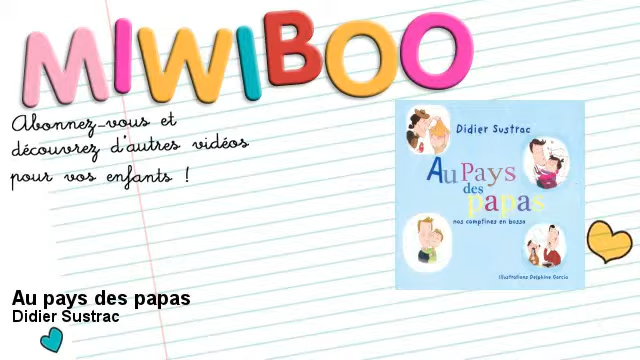 MIWIBOO
Abonnez-vous et
découvrez d'autres vidéos
pour vos enfants !
Didier Sustrac
Au Pays
des
papas
nos comptines en bossa
Illustrations Delphine Garcia
Au pays des papas
Didier Sustrac